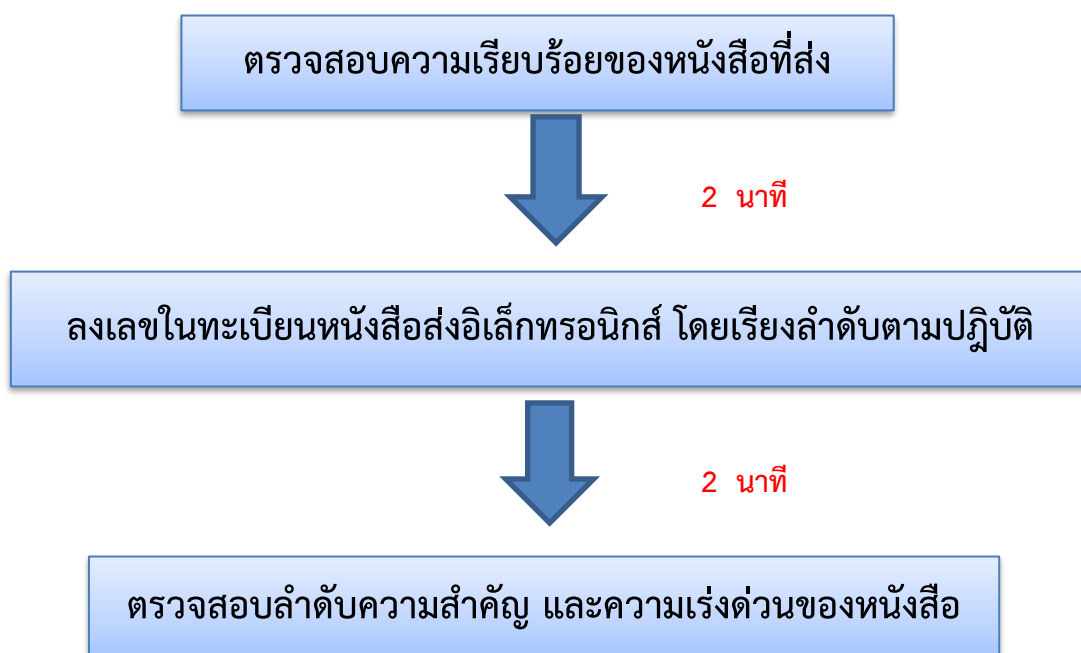 ตรวจสอบความเรียบร้อยของหนังสือที่ส่ง
2 นาที
ลงเลขในทะเบียนหนังสือส่งอิเล็กทรอนิกส์ โดยเรียงลำดับตามปฎิบัติ
2 นาที
ตรวจสอบลำดับความสำคัญ และความเร่งด่วนของหนังสือ